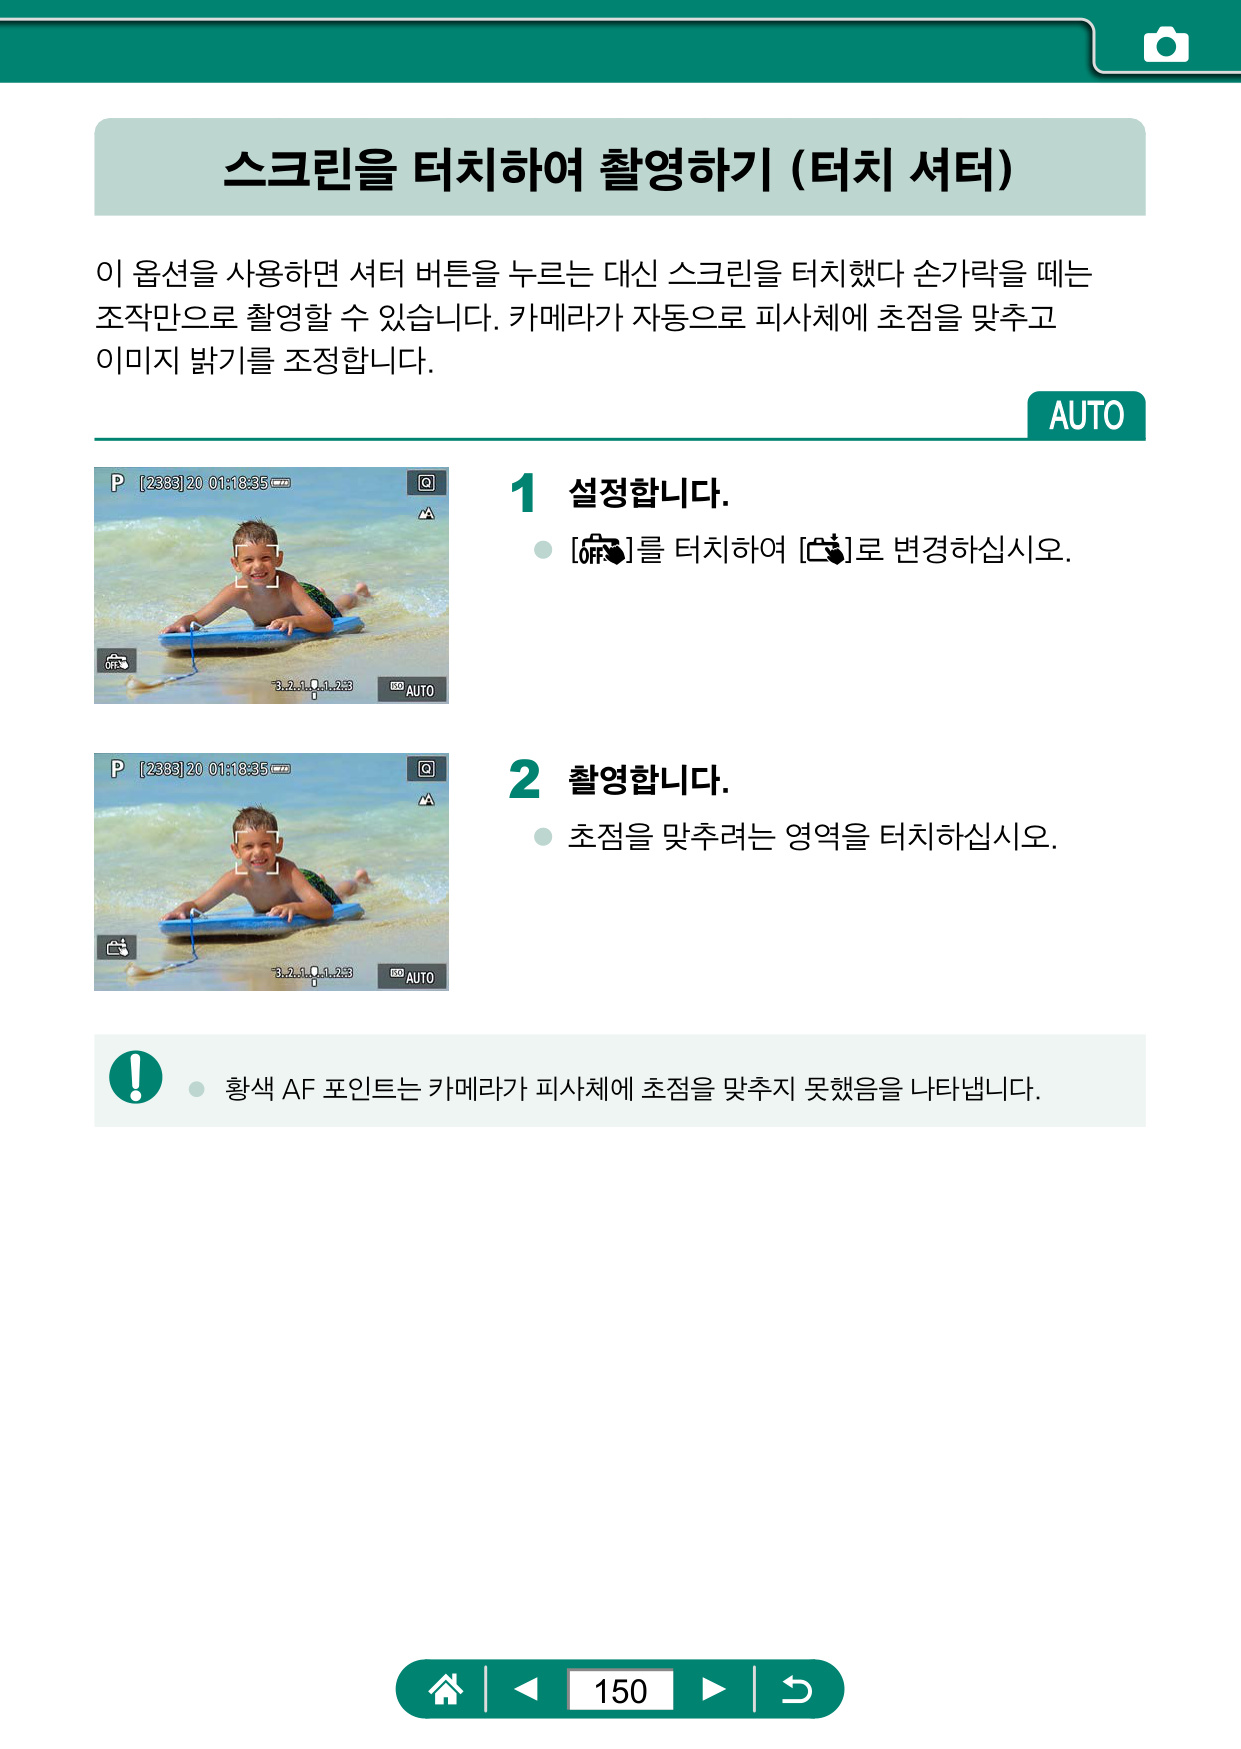 스크린을 터치하여 촬영하기 (터치 셔터)
이 옵션을 사용하면 셔터 버튼을 누르는 대신 스크린을 터치했다 손가락을 떼는
조작만으로 촬영할 수 있습니다. 카메라가 자동으로 피사체에 초점을 맞추고
이미지 밝기를 조정합니다.
AUTO
P [2383] 20 01:18:35
Q
OFF
-3..2..1..0..1..2..+3
ISO AUTO
1 설정합니다.
[OFF]를 터치하여 []로 변경하십시오.
P [2383] 20 01:18:35
Q
-3..2..1..0..1..2..+3
ISO AUTO
2 촬영합니다.
초점을 맞추려는 영역을 터치하십시오.
황색 AF 포인트는 카메라가 피사체에 초점을 맞추지 못했음을 나타냅니다.
150